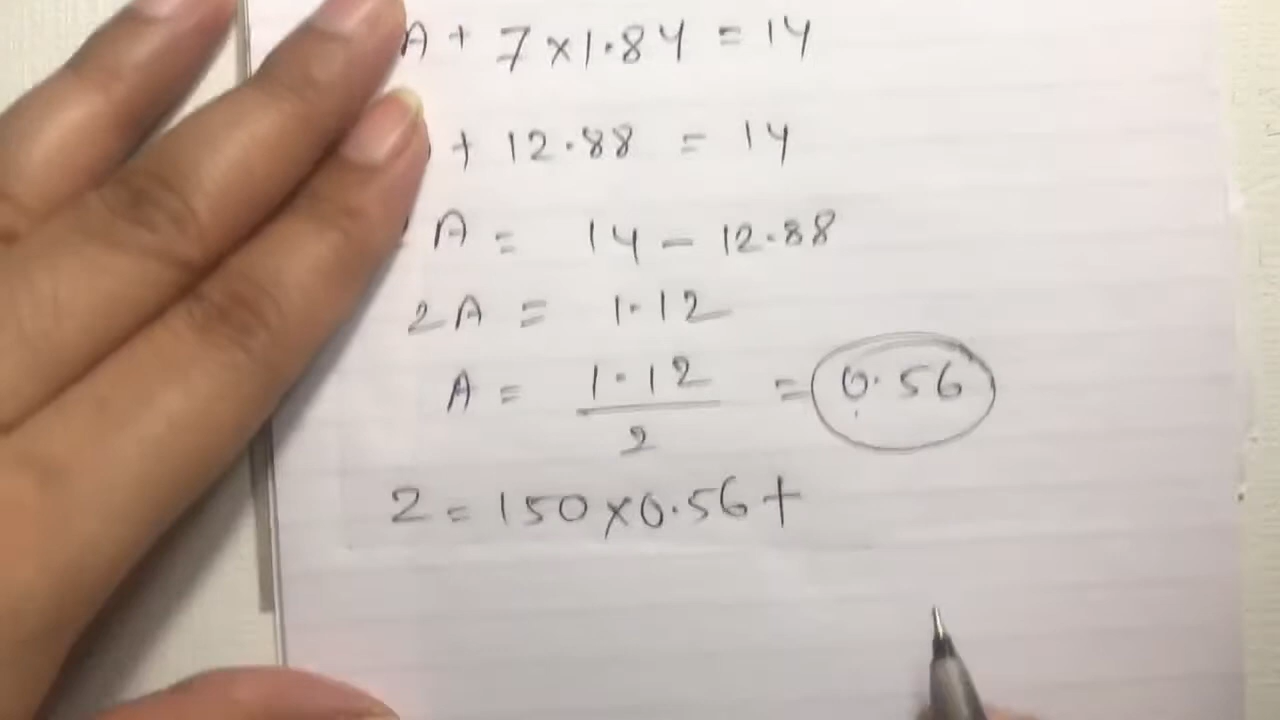 A + 7 × 1.84 = 14
+ 12.88 = 14
A = 14 - 12.88
2A = 1.12
A = 1.12 / 2 = 0.56
Z = 150 × 0.56 +